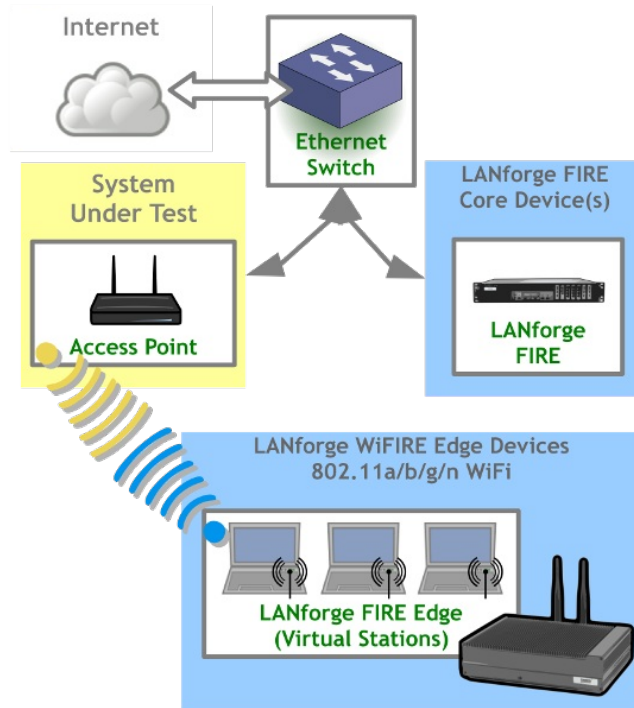 Internet
Ethernet
Switch
System
Under Test
Access Point
LANforge FIRE
Core Device(s)
LANforge
FIRE
LANforge WiFIRE Edge Devices
802.11a/b/g/n WiFi
LANforge FIRE Edge
(Virtual Stations)